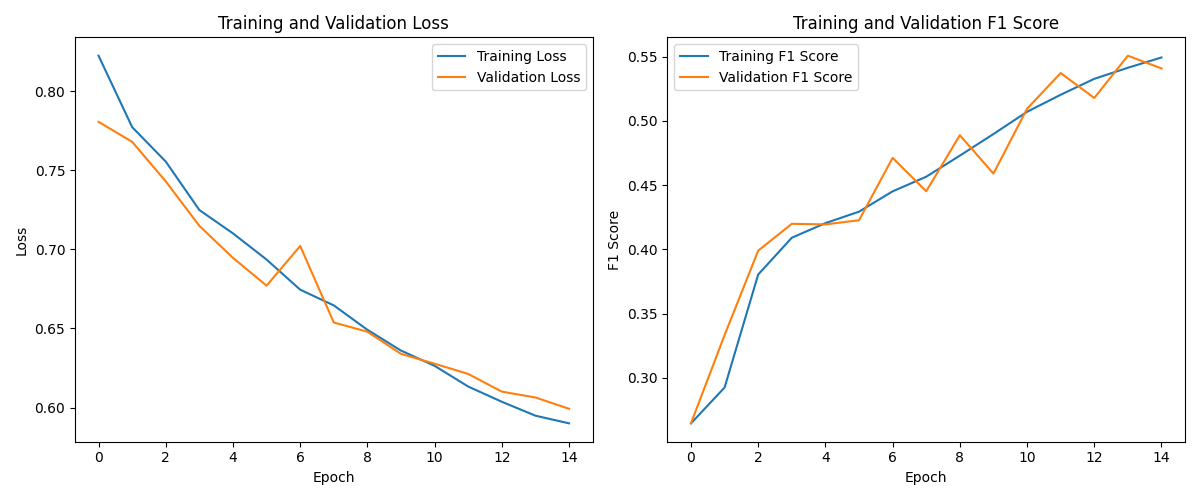 Training and Validation Loss
Training Loss
Validation Loss
0.80
0.75
0.70
0.65
0.60
Loss
0 2 4 6 8 10 12 14
Epoch
Training and Validation F1 Score
Training F1 Score
Validation F1 Score
0.55
0.50
0.45
0.40
0.35
0.30
F1 Score
0 2 4 6 8 10 12 14
Epoch